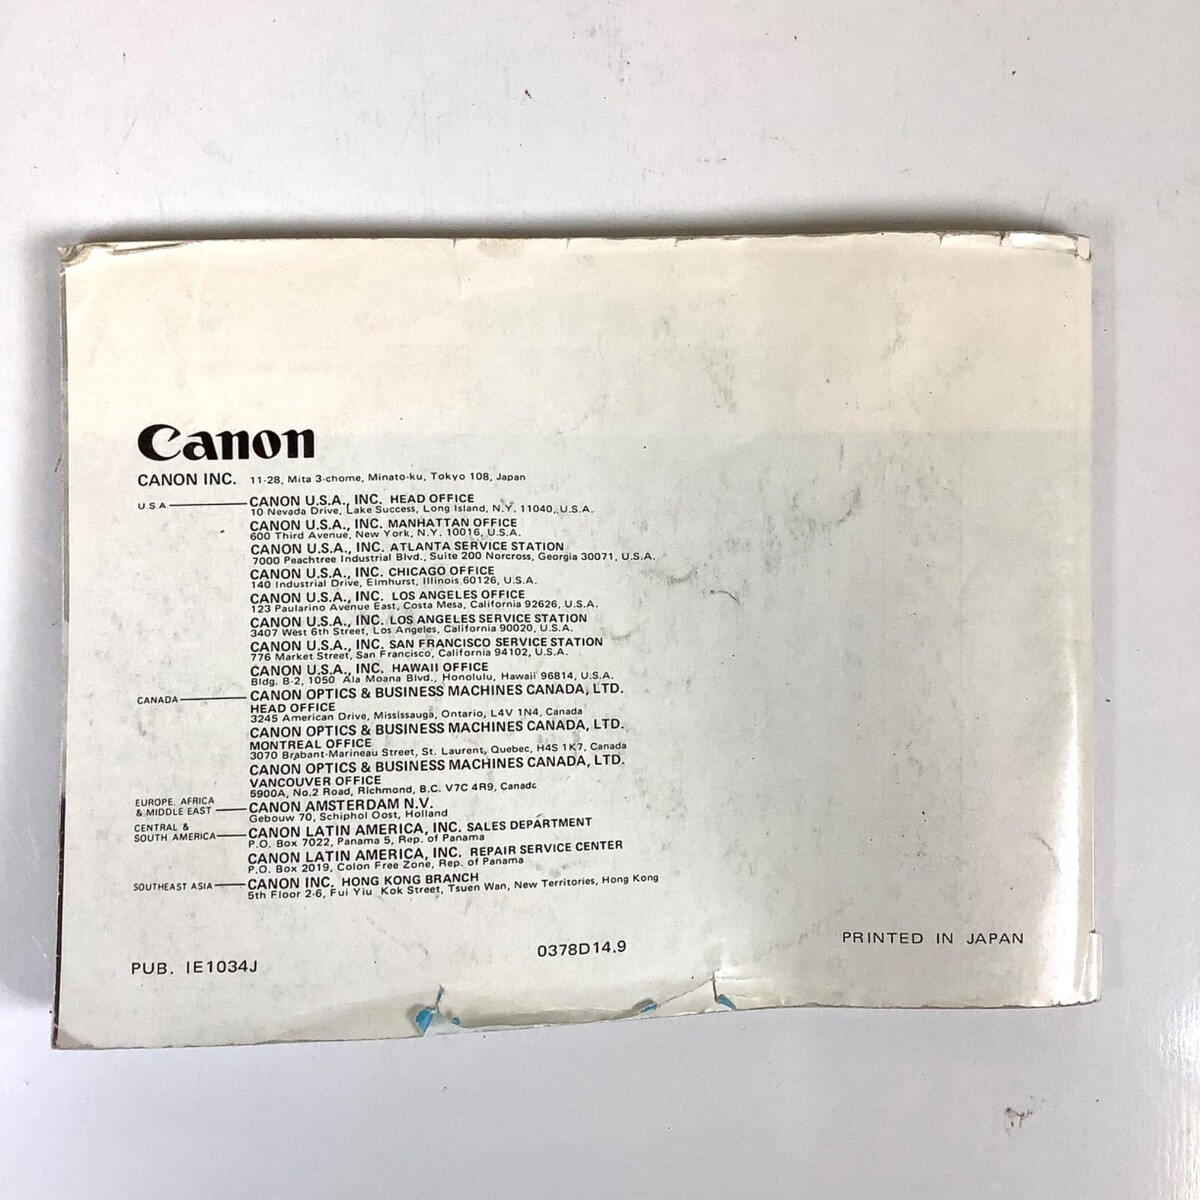 Canon
CANON INC. 11-28, Mita 3-chome, Minato-ku, Tokyo 108, Japan
U S A CANON U.S.A., INC. HEAD OFFICE
10 Nevada Drive, Lake Success, Long Island, N.Y. 11040, U.S.A.
CANON U.S.A., INC. MANHATTAN OFFICE
600 Third Avenue, New York, N.Y. 10016, U.S.A.
CANON U.S.A., INC. ATLANTA SERVICE STATION
7000 Peachtree Industrial Blvd., Suite 200 Norcross, Georgia 30071, U.S.A.
CANON U.S.A., INC. CHICAGO OFFICE
140 Industrial Drive, Elmhurst, Illinois 60126, U.S.A.
CANON U.S.A., INC. LOS ANGELES OFFICE
123 Paularino Avenue East, Costa Mesa, California 92626, U.S.A.
CANON U.S.A., INC. LOS ANGELES SERVICE STATION
3407 West 6th Street, Los Angeles, California 90020, U.S.A.
CANON U.S.A., INC. SAN FRANCISCO SERVICE STATION
776 Market Street, San Francisco, California 94102, U.S.A.
CANON U.S.A., INC. HAWAII OFFICE
Bldg. B-2, 1050 Ala Moana Blvd., Honolulu, Hawaii 96814, U.S.A.
CANADA CANON OPTICS & BUSINESS MACHINES CANADA, LTD.
HEAD OFFICE
3245 American Drive, Mississauga, Ontario, L4V 1N4, Canada
CANON OPTICS & BUSINESS MACHINES CANADA, LTD.
MONTREAL OFFICE
3070 Brabant-Marineau Street, St. Laurent, Quebec, H4S 1K7, Canada
CANON OPTICS & BUSINESS MACHINES CANADA, LTD.
VANCOUVER OFFICE
5900A, No.2 Road, Richmond, B.C. V7C 4R9, Canada
EUROPE, AFRICA
& MIDDLE EAST CANON AMSTERDAM N.V.
Gebouw 70, Schiphol Oost, Holland
CENTRAL &
SOUTH AMERICA CANON LATIN AMERICA, INC. SALES DEPARTMENT
P.O. Box 7022, Panama 5, Rep. of Panama
CANON LATIN AMERICA, INC. REPAIR SERVICE CENTER
P.O. Box 2019, Colon Free Zone, Rep. of Panama
SOUTHEAST ASIA CANON INC. HONG KONG BRANCH
5th Floor 2-6, Fui Yiu Kok Street, Tsuen Wan, New Territories, Hong Kong
PUB. IE1034J
0378D14.9
PRINTED IN JAPAN